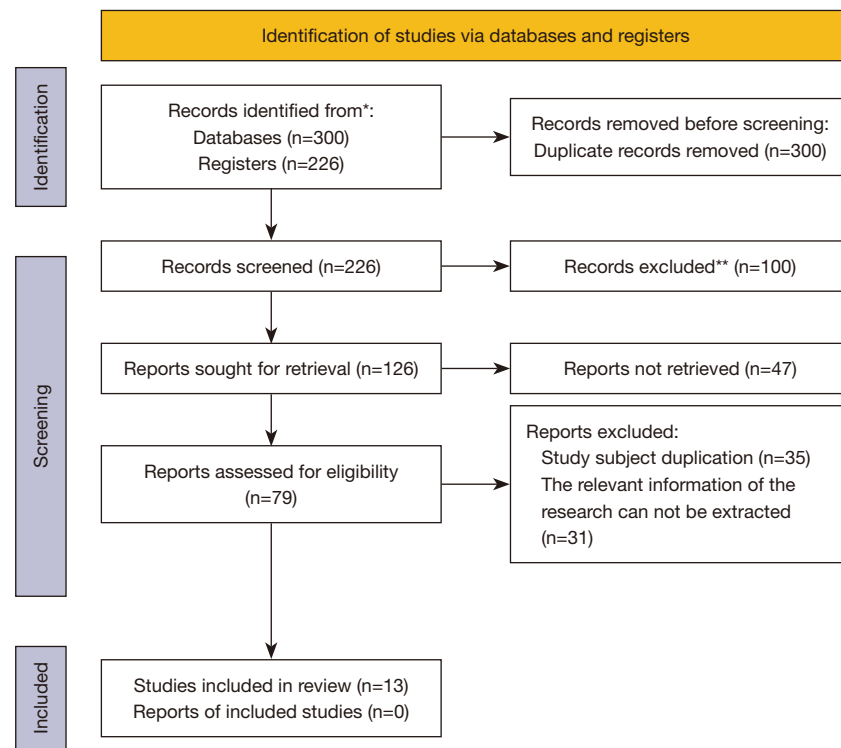 Identification of studies via databases and registers
Identification
Records identified from*:
Databases (n=300)
Registers (n=226)
Records removed before screening:
Duplicate records removed (n=300)
Screening
Records screened (n=226)
Records excluded** (n=100)
Reports sought for retrieval (n=126)
Reports not retrieved (n=47)
Reports assessed for eligibility
(n=79)
Reports excluded:
Study subject duplication (n=35)
The relevant information of the
research can not be extracted
(n=31)
Included
Studies included in review (n=13)
Reports of included studies (n=0)